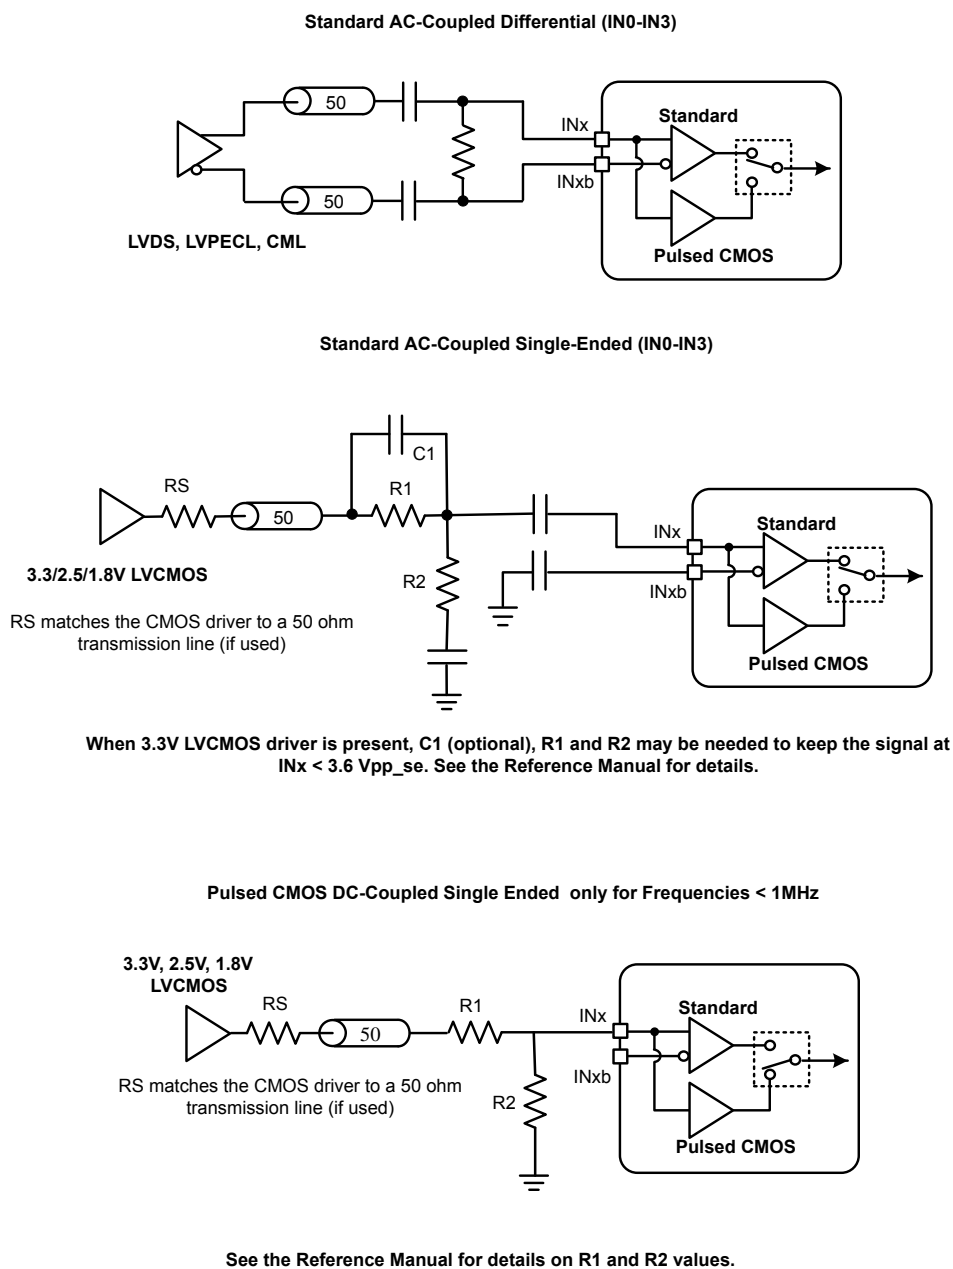 Standard AC-Coupled Differential (IN0-IN3)
50
INx
Standard
50
INxb
LVDS, LVPECL, CML
Pulsed CMOS
Standard AC-Coupled Single-Ended (IN0-IN3)
C1
RS
R1
50
INx
Standard
3.3/2.5/1.8V LVCMOS
R2
INxb
RS matches the CMOS driver to a 50 ohm
transmission line (if used)
Pulsed CMOS
When 3.3V LVCMOS driver is present, C1 (optional), R1 and R2 may be needed to keep the signal at
INx < 3.6 Vpp_se. See the Reference Manual for details.
Pulsed CMOS DC-Coupled Single Ended only for Frequencies < 1MHz
3.3V, 2.5V, 1.8V
LVCMOS
RS
R1
50
INx
Standard
INxb
RS matches the CMOS driver to a 50 ohm
transmission line (if used)
R2
Pulsed CMOS
See the Reference Manual for details on R1 and R2 values.